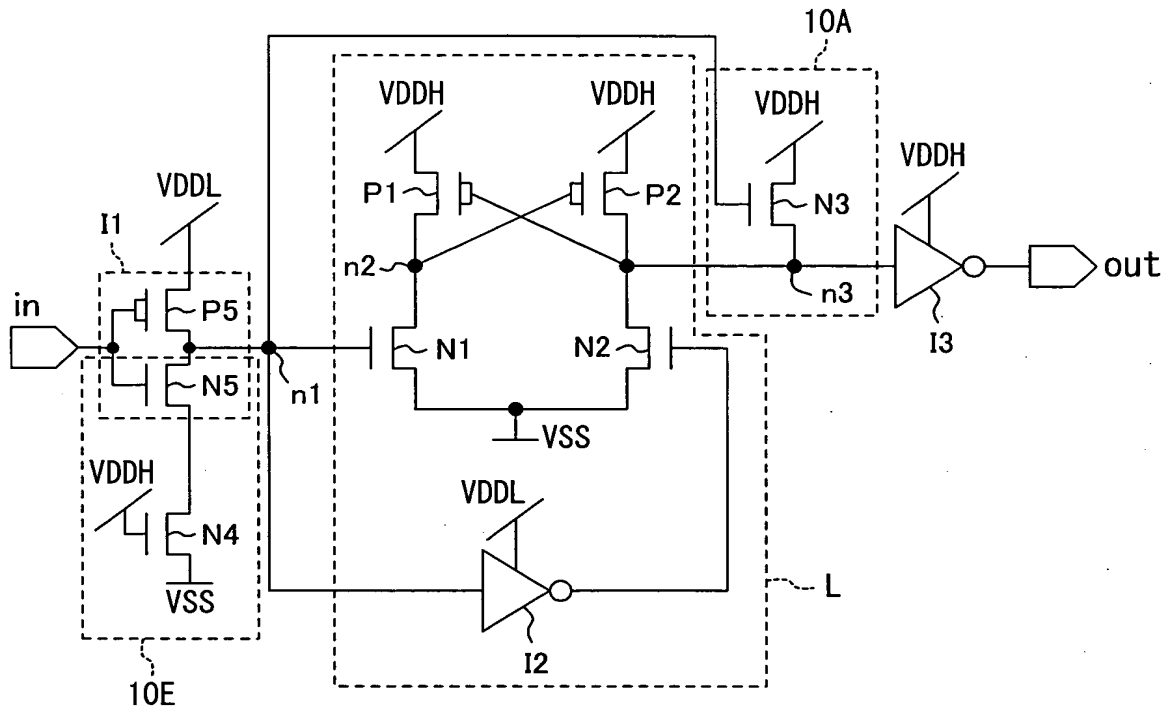 10A
VDDH
VDDH
VDDH
VDDH
VDDL
P1
P2
N3
I1
n2
n3
out
in
P5
N1
N2
I3
N5
n1
VSS
VDDH
VDDL
N4
L
VSS
I2
10E